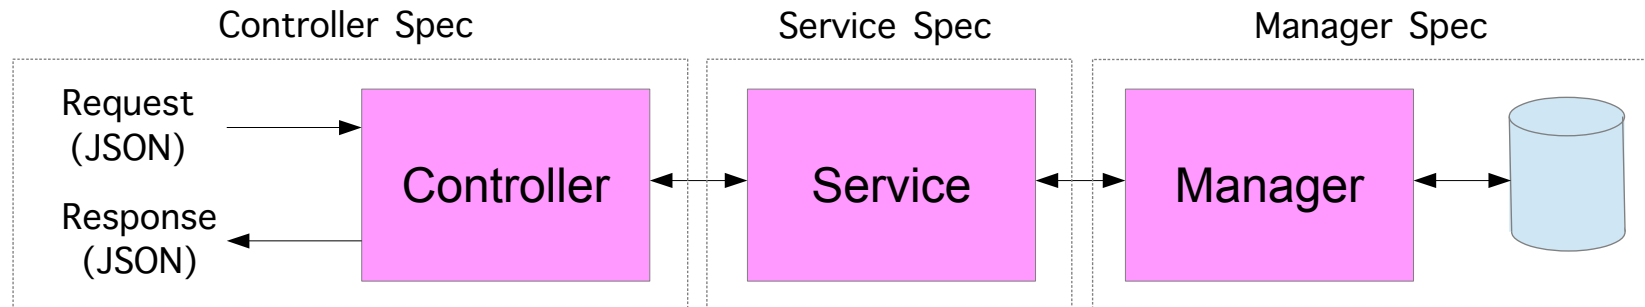 Controller Spec
Service Spec
Manager Spec
Request
(JSON)
Response
(JSON)
Controller
Service
Manager